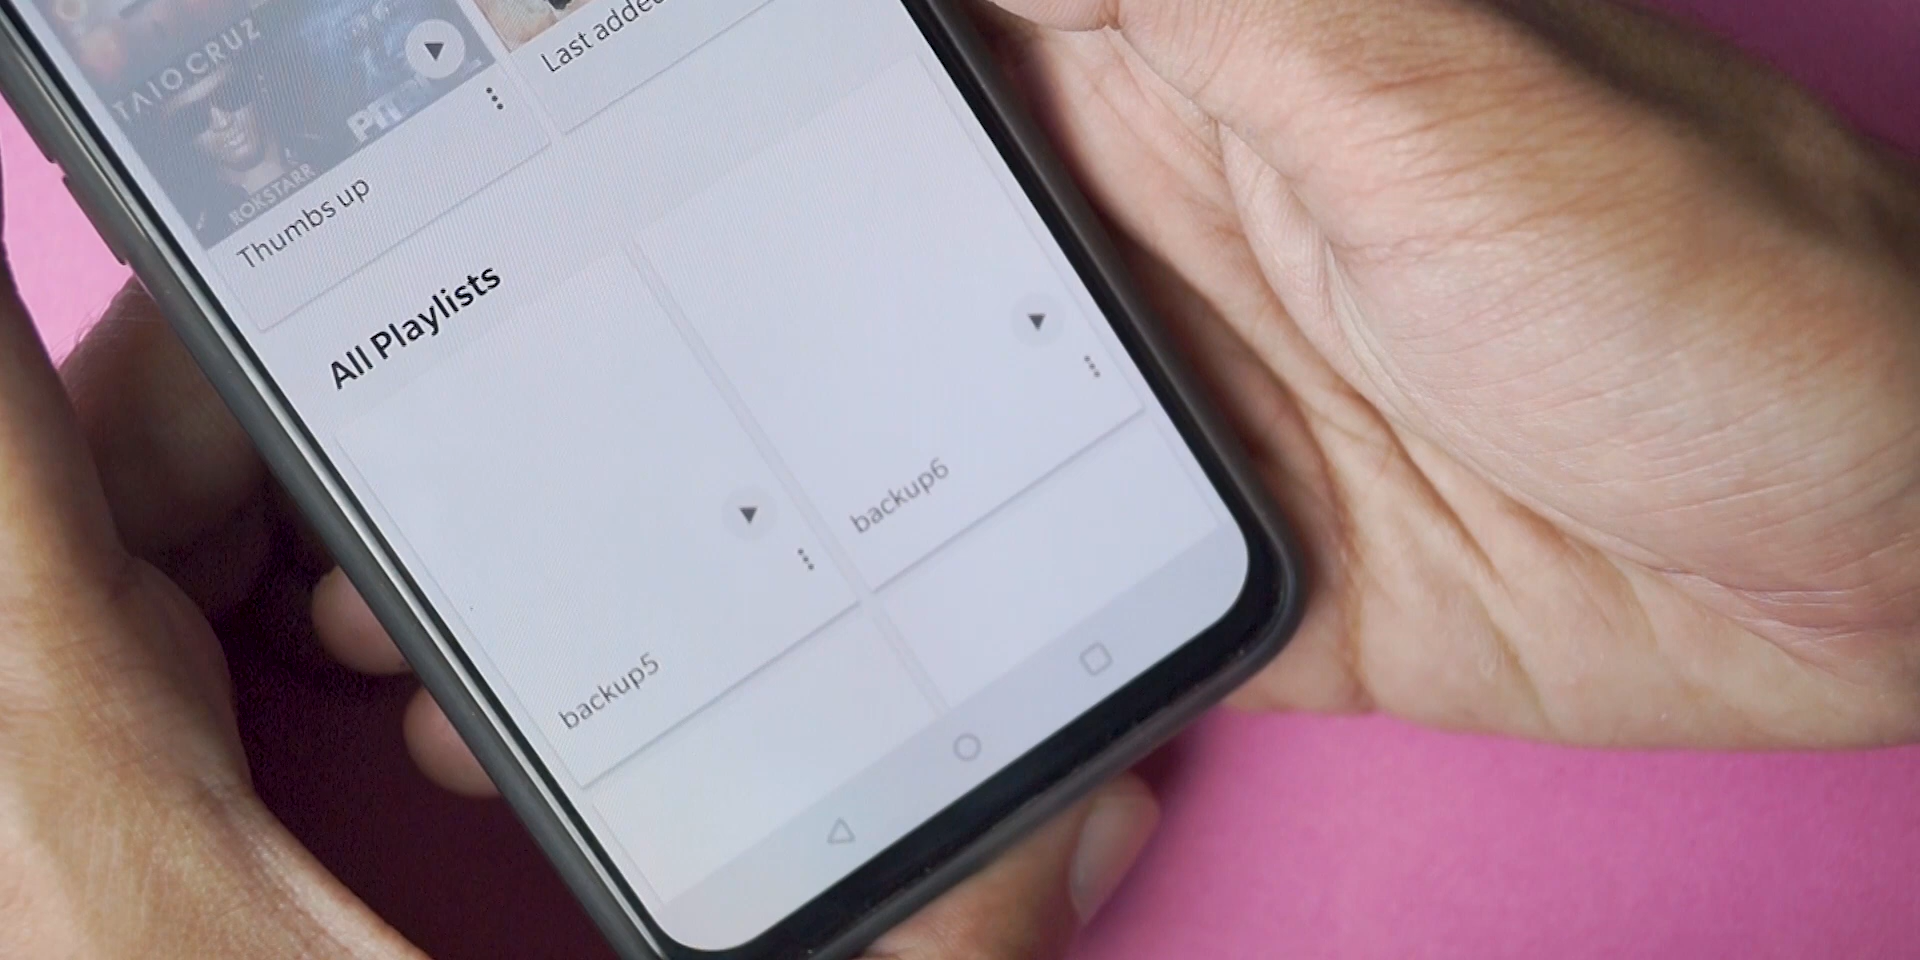 TAIO CRUZ
ROKSTARR
Thumbs up
Last added
All Playlists
backup5
backup6